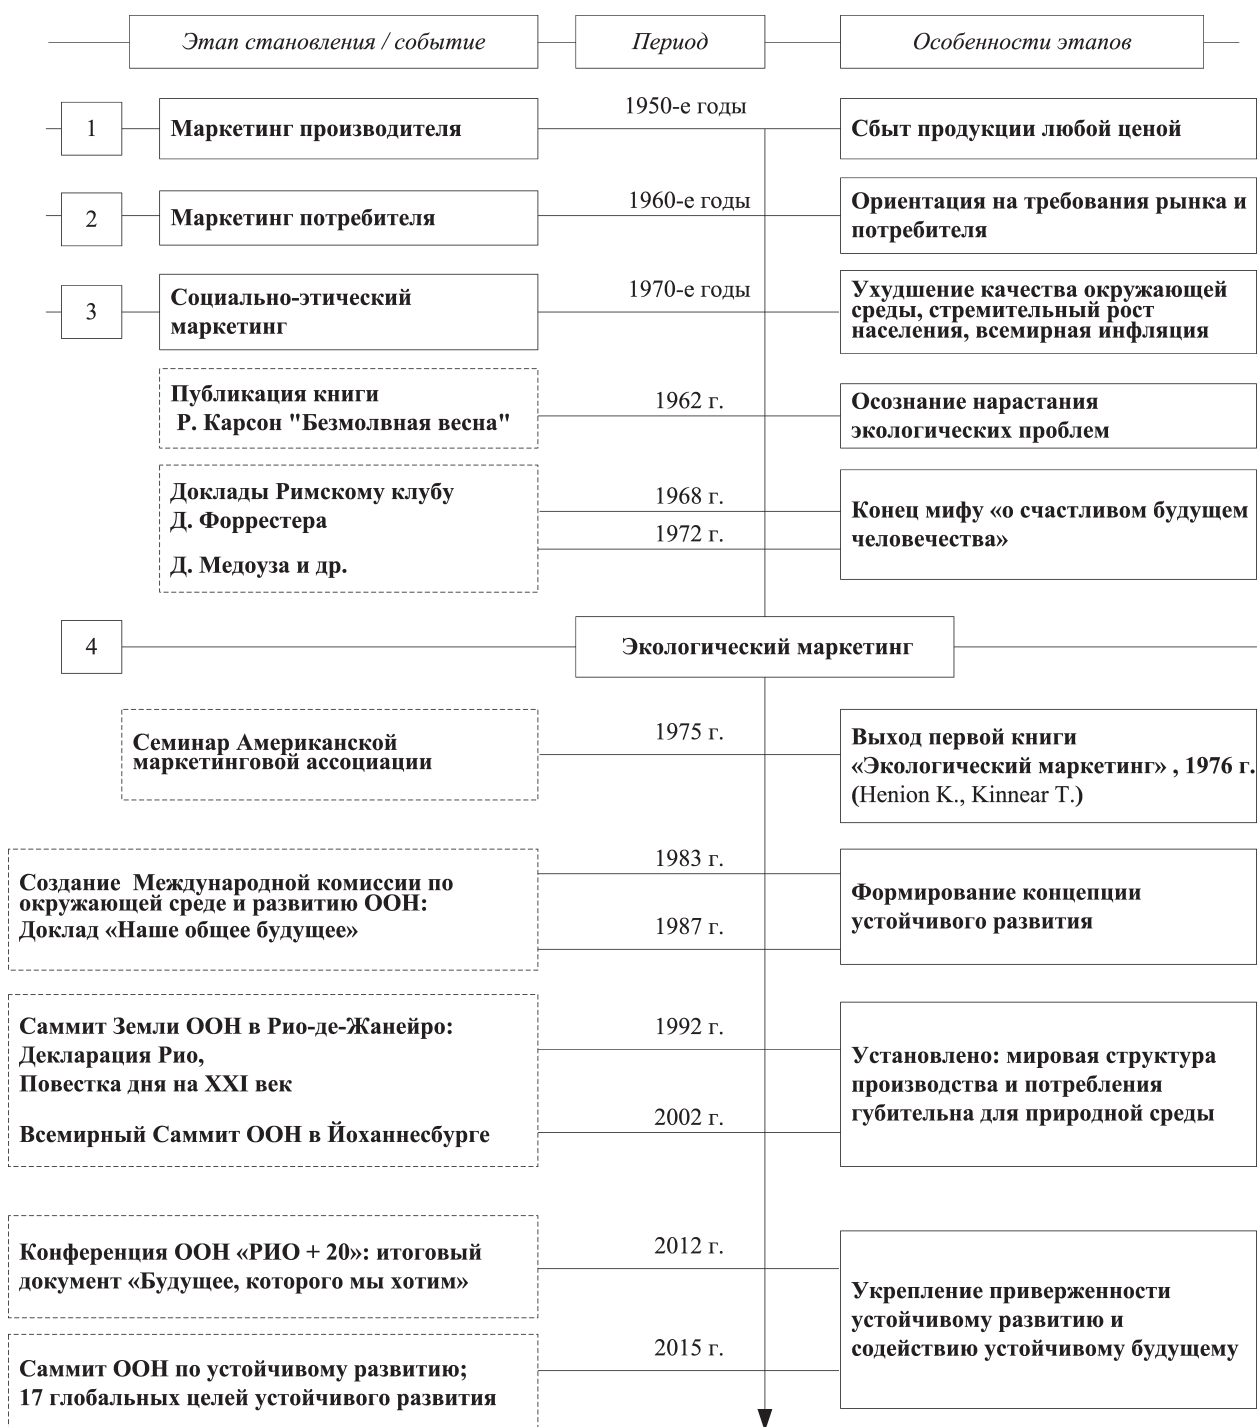 Этап становления / событие
Период
Особенности этапов
1
Маркетинг производителя
1950-е годы
Сбыт продукции любой ценой
2
Маркетинг потребителя
1960-е годы
Ориентация на требования рынка и
потребителя
3
Социально-этический
маркетинг
1970-е годы
Ухудшение качества окружающей
среды, стремительный рост
населения, всемирная инфляция
Публикация книги
Р. Карсон "Безмолвная весна"
1962 г.
Осознание нарастания
экологических проблем
Доклады Римскому клубу
Д. Форрестера
Д. Медоуза и др.
1968 г.
1972 г.
Конец мифу «о счастливом будущем
человечества»
4
Экологический маркетинг
Семинар Американской
маркетинговой ассоциации
1975 г.
Выход первой книги
«Экологический маркетинг» , 1976 г.
(Henion K., Kinnear T.)
Создание Международной комиссии по
окружающей среде и развитию ООН:
Доклад «Наше общее будущее»
1983 г.
1987 г.
Формирование концепции
устойчивого развития
Саммит Земли ООН в Рио-де-Жанейро:
Декларация Рио,
Повестка дня на XXI век
Всемирный Саммит ООН в Йоханнесбурге
1992 г.
2002 г.
Установлено: мировая структура
производства и потребления
губительна для природной среды
Конференция ООН «РИО + 20»: итоговый
документ «Будущее, которого мы хотим»
2012 г.
Саммит ООН по устойчивому развитию;
17 глобальных целей устойчивого развития
2015 г.
Укрепление приверженности
устойчивому развитию и
содействию устойчивому будущему